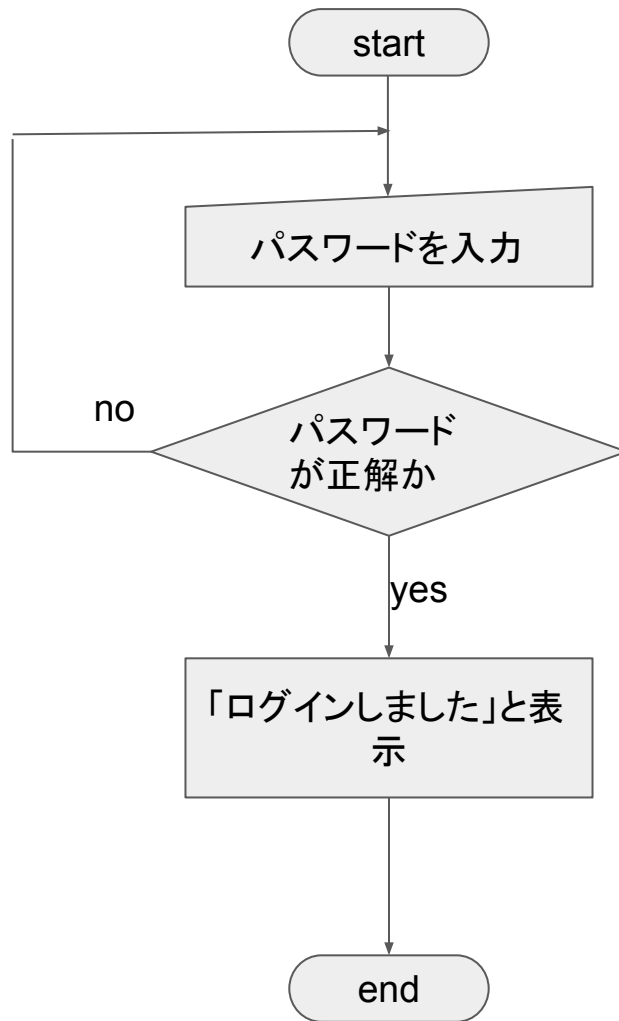 start
パスワードを入力
no
パスワード
が正解か
yes
「ログインしました」と表
示
end